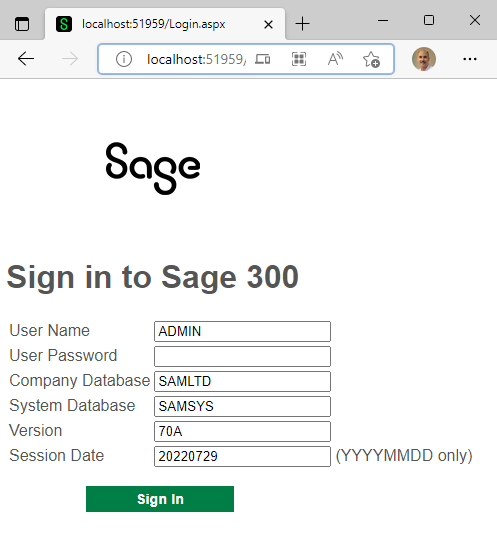 localhost:51959/Login.aspx
localhost:51959/
Sage
Sign in to Sage 300
User Name ADMIN
User Password
Company Database SAMLTD
System Database SAMSYS
Version 70A
Session Date 20220729 (YYYYMMDD only)
Sign In